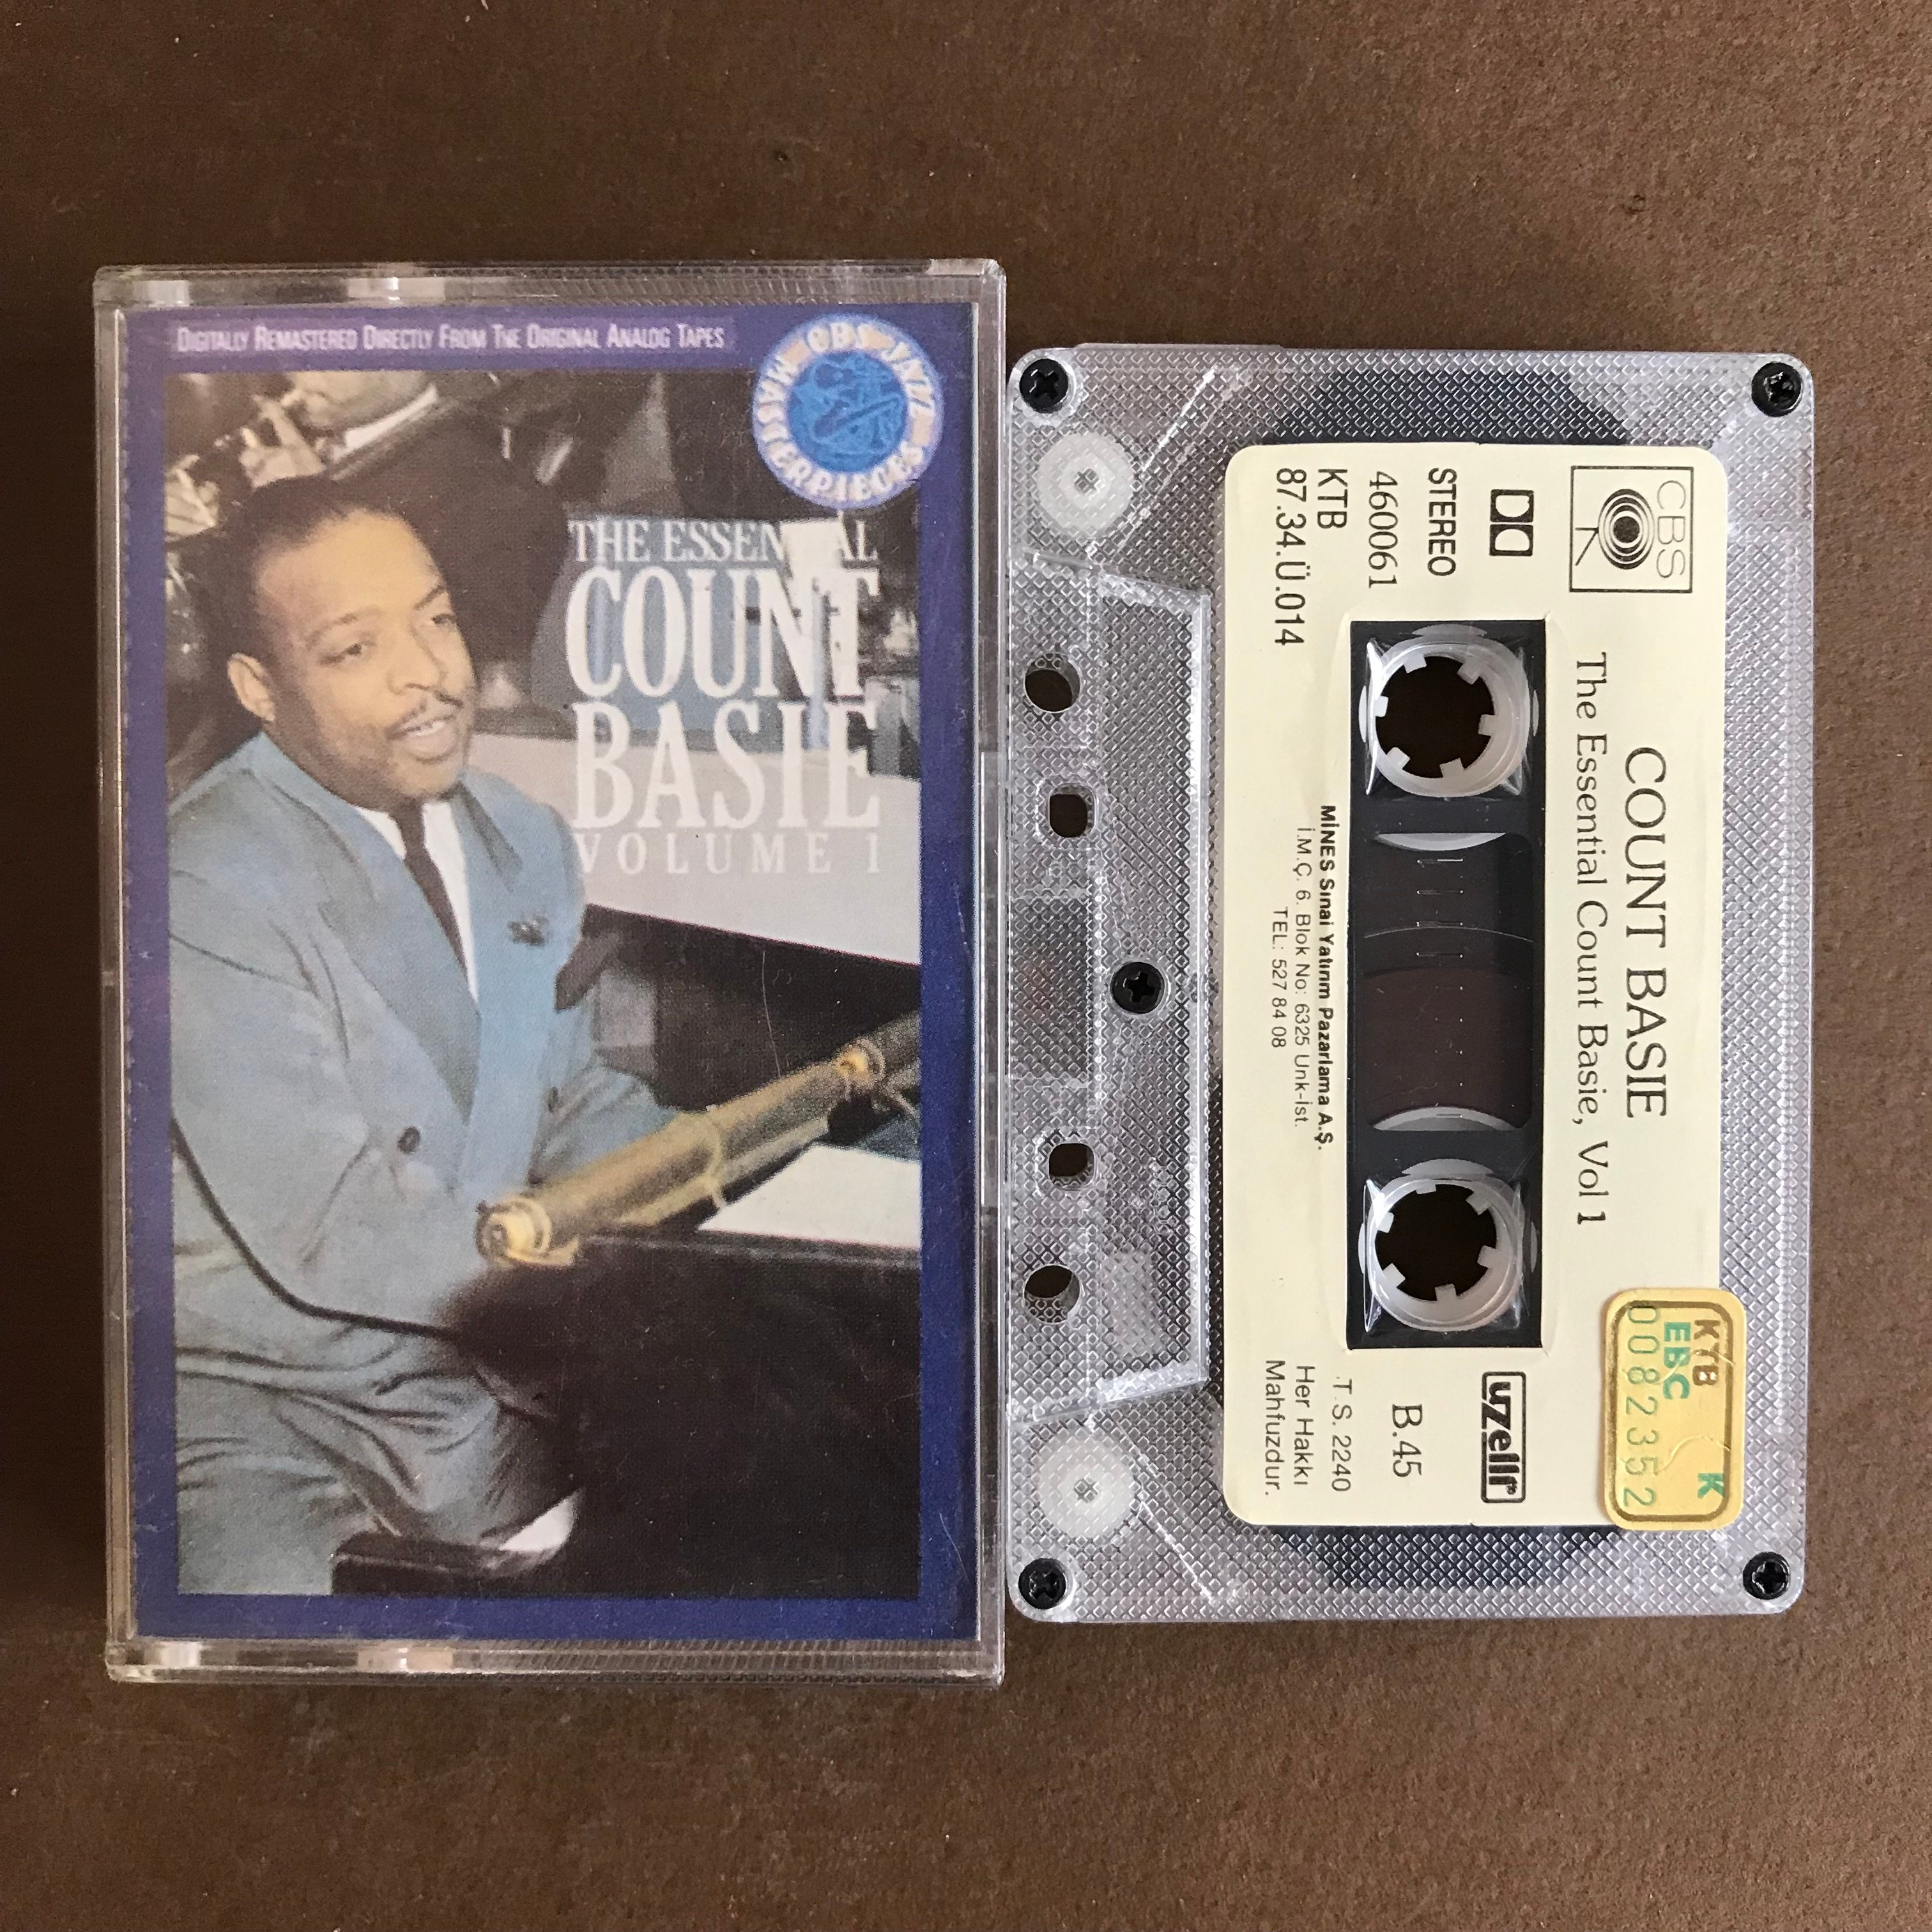 DIGITALLY REMASTERED DIRECTLY FROM THE ORIGINAL ANALOG TAPES
CBS JAZZ MASTERPIECES
THE ESSENTIAL
COUNT
BASIE
VOLUME 1
CBS
COUNT BASIE
The Essential Count Basie, Vol 1
STEREO
460061
KTB
87.34.Ü.014
MİNES Sınai Yatırım Pazarlama A.Ş.
İ.M.Ç. 6. Blok No: 6325 Unk-İst.
TEL: 527 84 08
uzelli®
B.45
T.S. 2240
Her Hakkı
Mahfuzdur.
KTB K
EBC
0082352